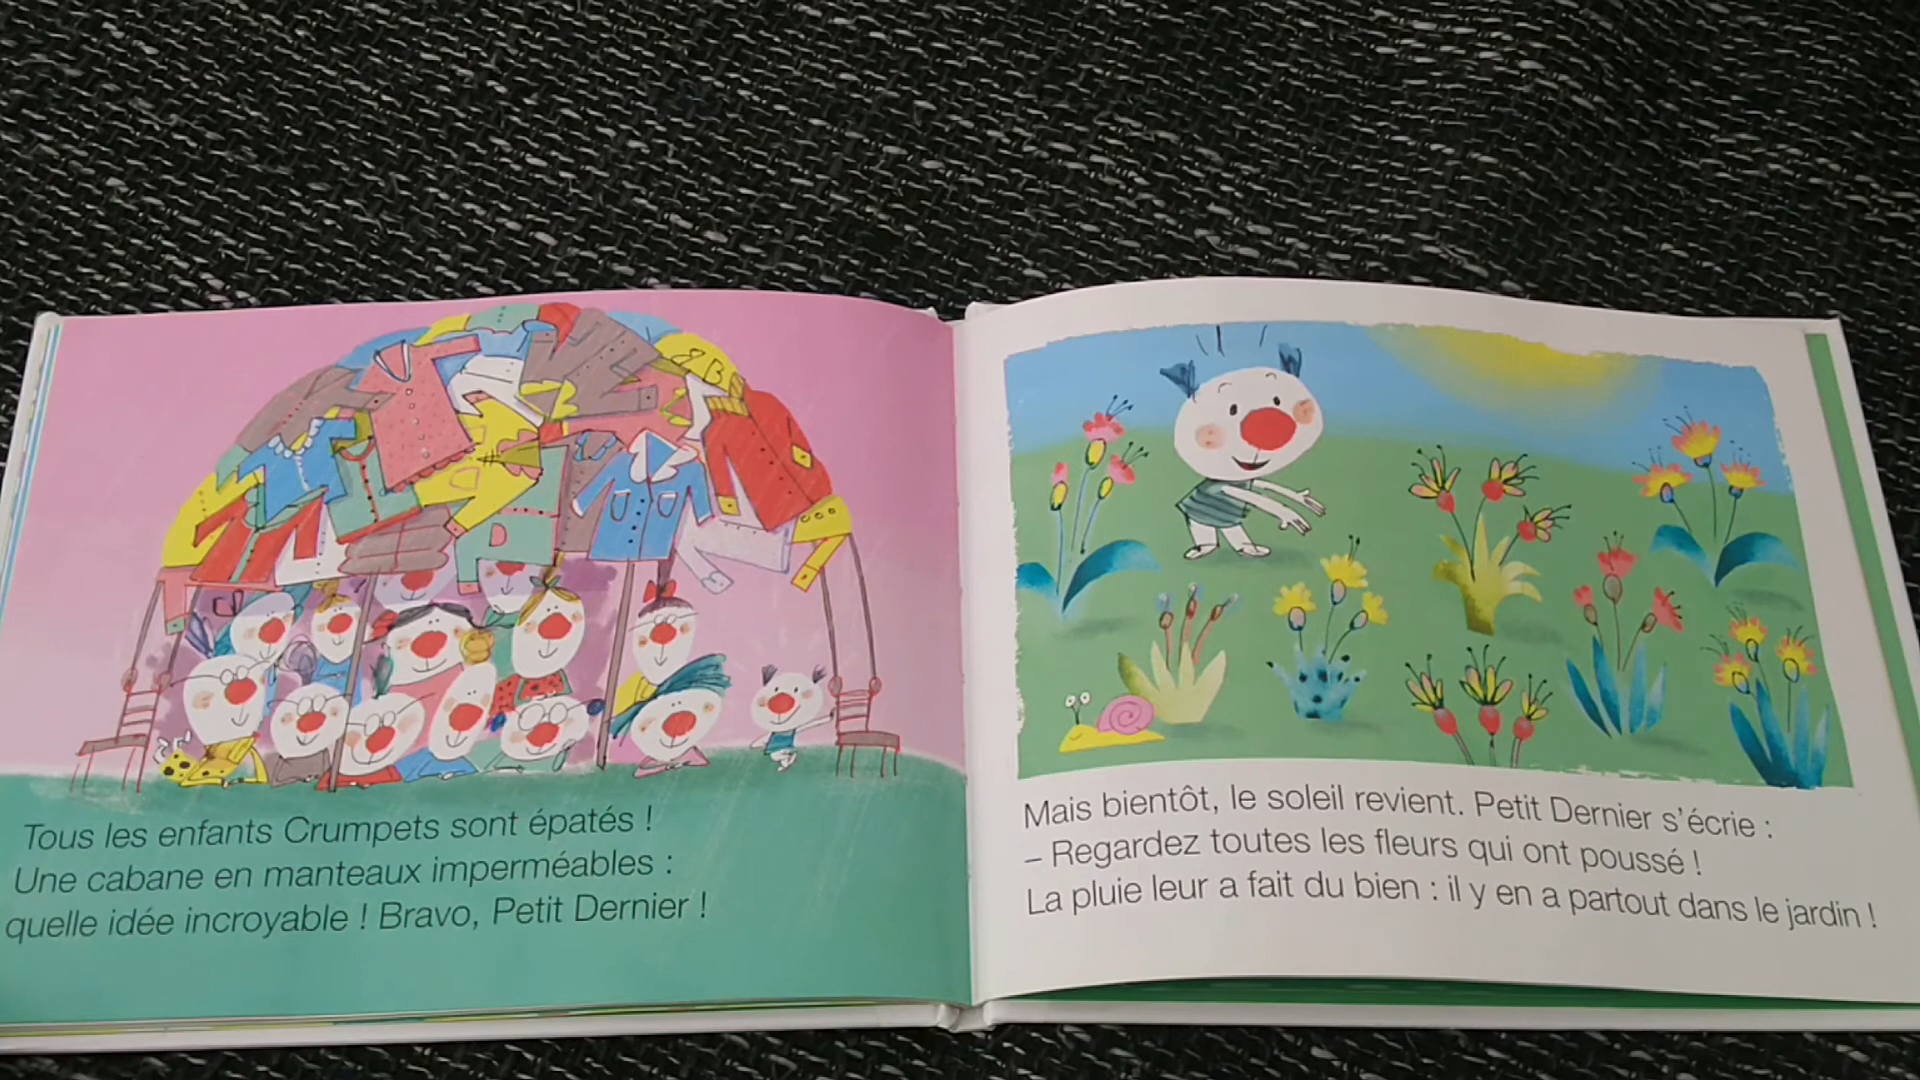 Tous les enfants Crumpets sont épatés !
Une cabane en manteaux imperméables :
quelle idée incroyable ! Bravo, Petit Dernier !
Mais bientôt, le soleil revient. Petit Dernier s'écrie :
– Regardez toutes les fleurs qui ont poussé !
La pluie leur a fait du bien : il y en a partout dans le jardin !